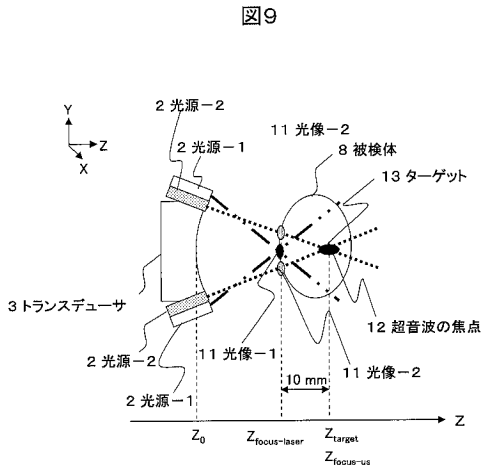 図9
2 光源－2
Y
Z
X
2 光源－1
11 光像－2
8 被検体
13 ターゲット
3 トランスデューサ
12 超音波の焦点
2 光源－2
11 光像－1
11 光像－2
10 mm
2 光源－1
Z
Z0
Zfocus-laser
Ztarget
Zfocus-us